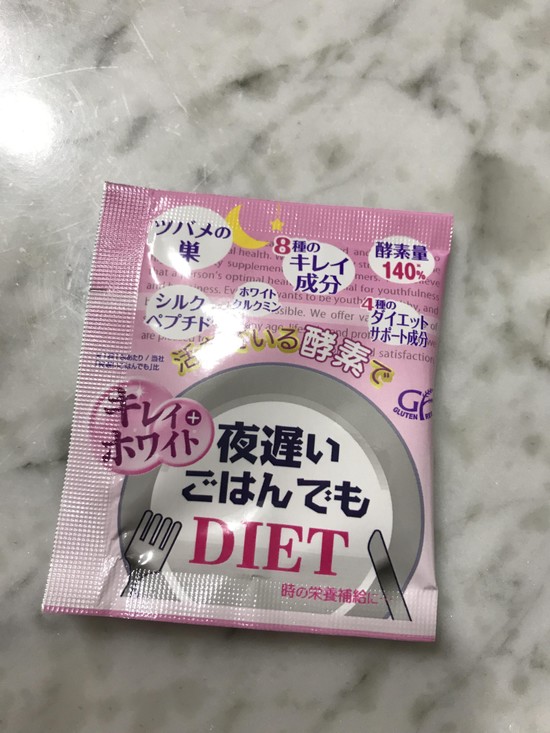 ツバメの
巣
8種の
キレイ
成分
酵素量
140%
シルク
ペプチド
ホワイト
クルクミン
4種の
ダイエット
サポート成分
いる酵素で
キレイ+
ホワイト
GF
GLUTEN
夜遅い
ごはんでも
DIET
時の栄養補給に